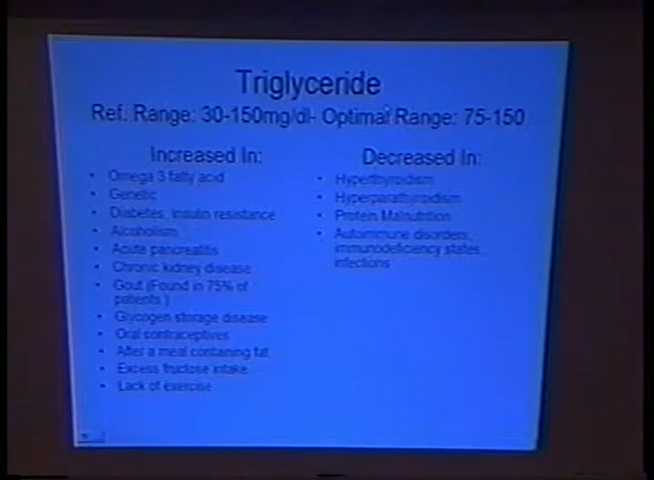 Triglyceride
Ref. Range: 30-150mg/dl- Optimal Range: 75-150
Increased In:
• Omega 3 fatty acid
• Genetic
• Diabetes, insulin resistance
• Alcoholism
• Acute pancreatitis
• Chronic kidney disease
• Gout (Found in 75% of
patients.)
• Glycogen storage disease
• Oral contraceptives
• After a meal containing fat.
• Excess fructose intake.
• Lack of exercise
Decreased In:
• Hyperthyroidism
• Hyperparathyroidism
• Protein Malnutrition
• Autoimmune disorders,
immunodeficiency states,
infections